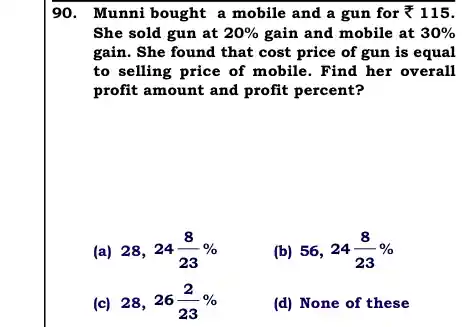 90. Munni bought a mobile and a gun for ₹ 115.
She sold gun at 20% gain and mobile at 30%
gain. She found that cost price of gun is equal
to selling price of mobile. Find her overall
profit amount and profit percent?
(a) 28, 24 8/23 % (b) 56, 24 8/23 %
(c) 28, 26 2/23 % (d) None of these